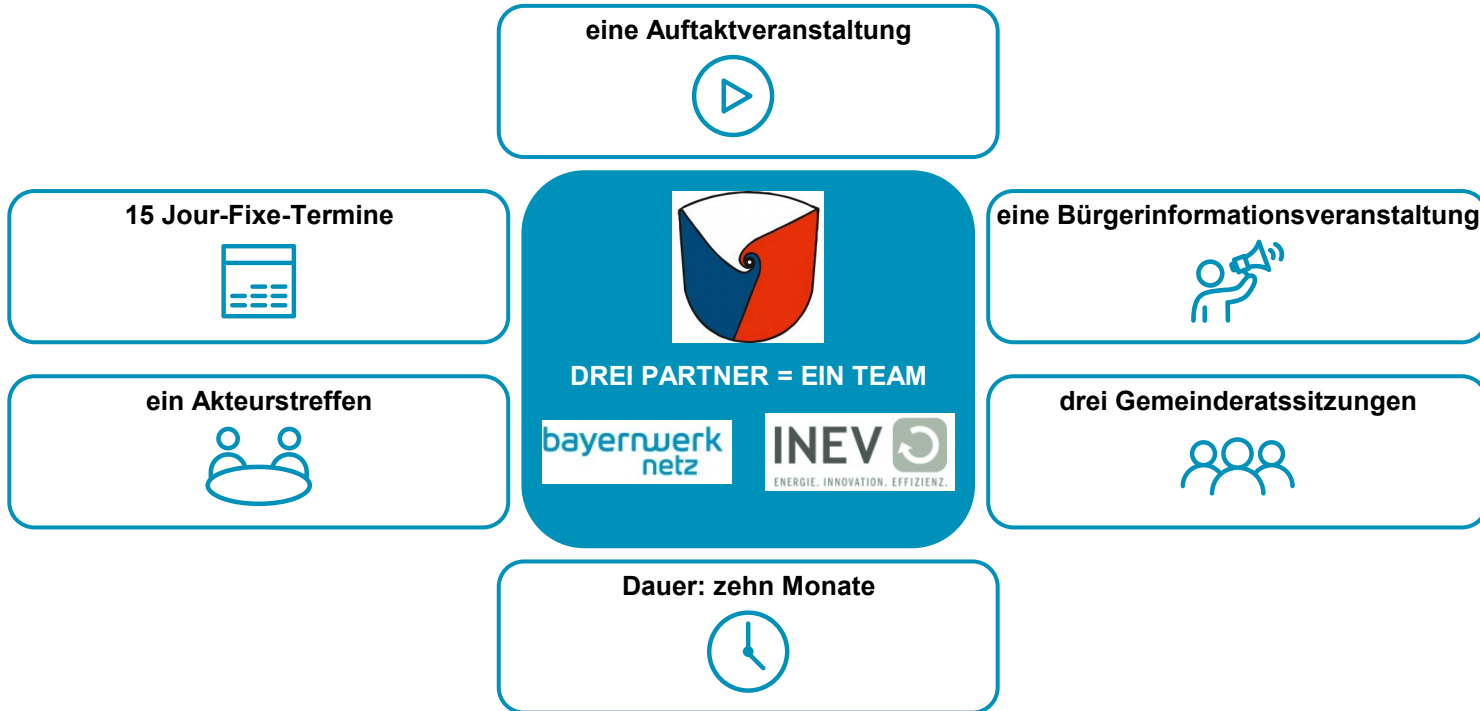 eine Auftaktveranstaltung
15 Jour-Fixe-Termine
eine Bürgerinformationsveranstaltung
DREI PARTNER = EIN TEAM
ein Akteurstreffen
drei Gemeinderatssitzungen
bayernwerk
netz
INEV
ENERGIE. INNOVATION. EFFIZIENZ.
Dauer: zehn Monate